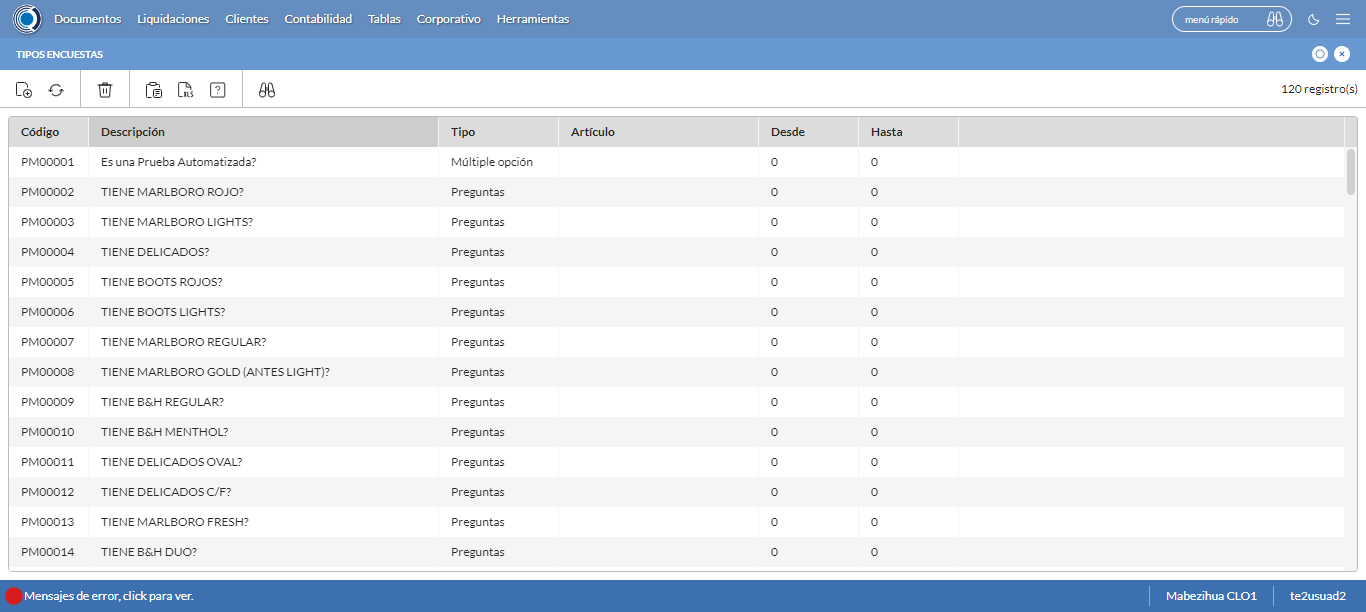 Documentos Liquidaciones Clientes Contabilidad Tablas Corporativo Herramientas menú rápido
TIPOS ENCUESTAS
XLS ? 120 registro(s)
Código Descripción Tipo Artículo Desde Hasta
PM00001 Es una Prueba Automatizada? Múltiple opción 0 0
PM00002 TIENE MARLBORO ROJO? Preguntas 0 0
PM00003 TIENE MARLBORO LIGHTS? Preguntas 0 0
PM00004 TIENE DELICADOS? Preguntas 0 0
PM00005 TIENE BOOTS ROJOS? Preguntas 0 0
PM00006 TIENE BOOTS LIGHTS? Preguntas 0 0
PM00007 TIENE MARLBORO REGULAR? Preguntas 0 0
PM00008 TIENE MARLBORO GOLD (ANTES LIGHT)? Preguntas 0 0
PM00009 TIENE B&H REGULAR? Preguntas 0 0
PM00010 TIENE B&H MENTHOL? Preguntas 0 0
PM00011 TIENE DELICADOS OVAL? Preguntas 0 0
PM00012 TIENE DELICADOS C/F? Preguntas 0 0
PM00013 TIENE MARLBORO FRESH? Preguntas 0 0
PM00014 TIENE B&H DUO? Preguntas 0 0
Mensajes de error, click para ver. Mabezihua CLO1 te2usuad2